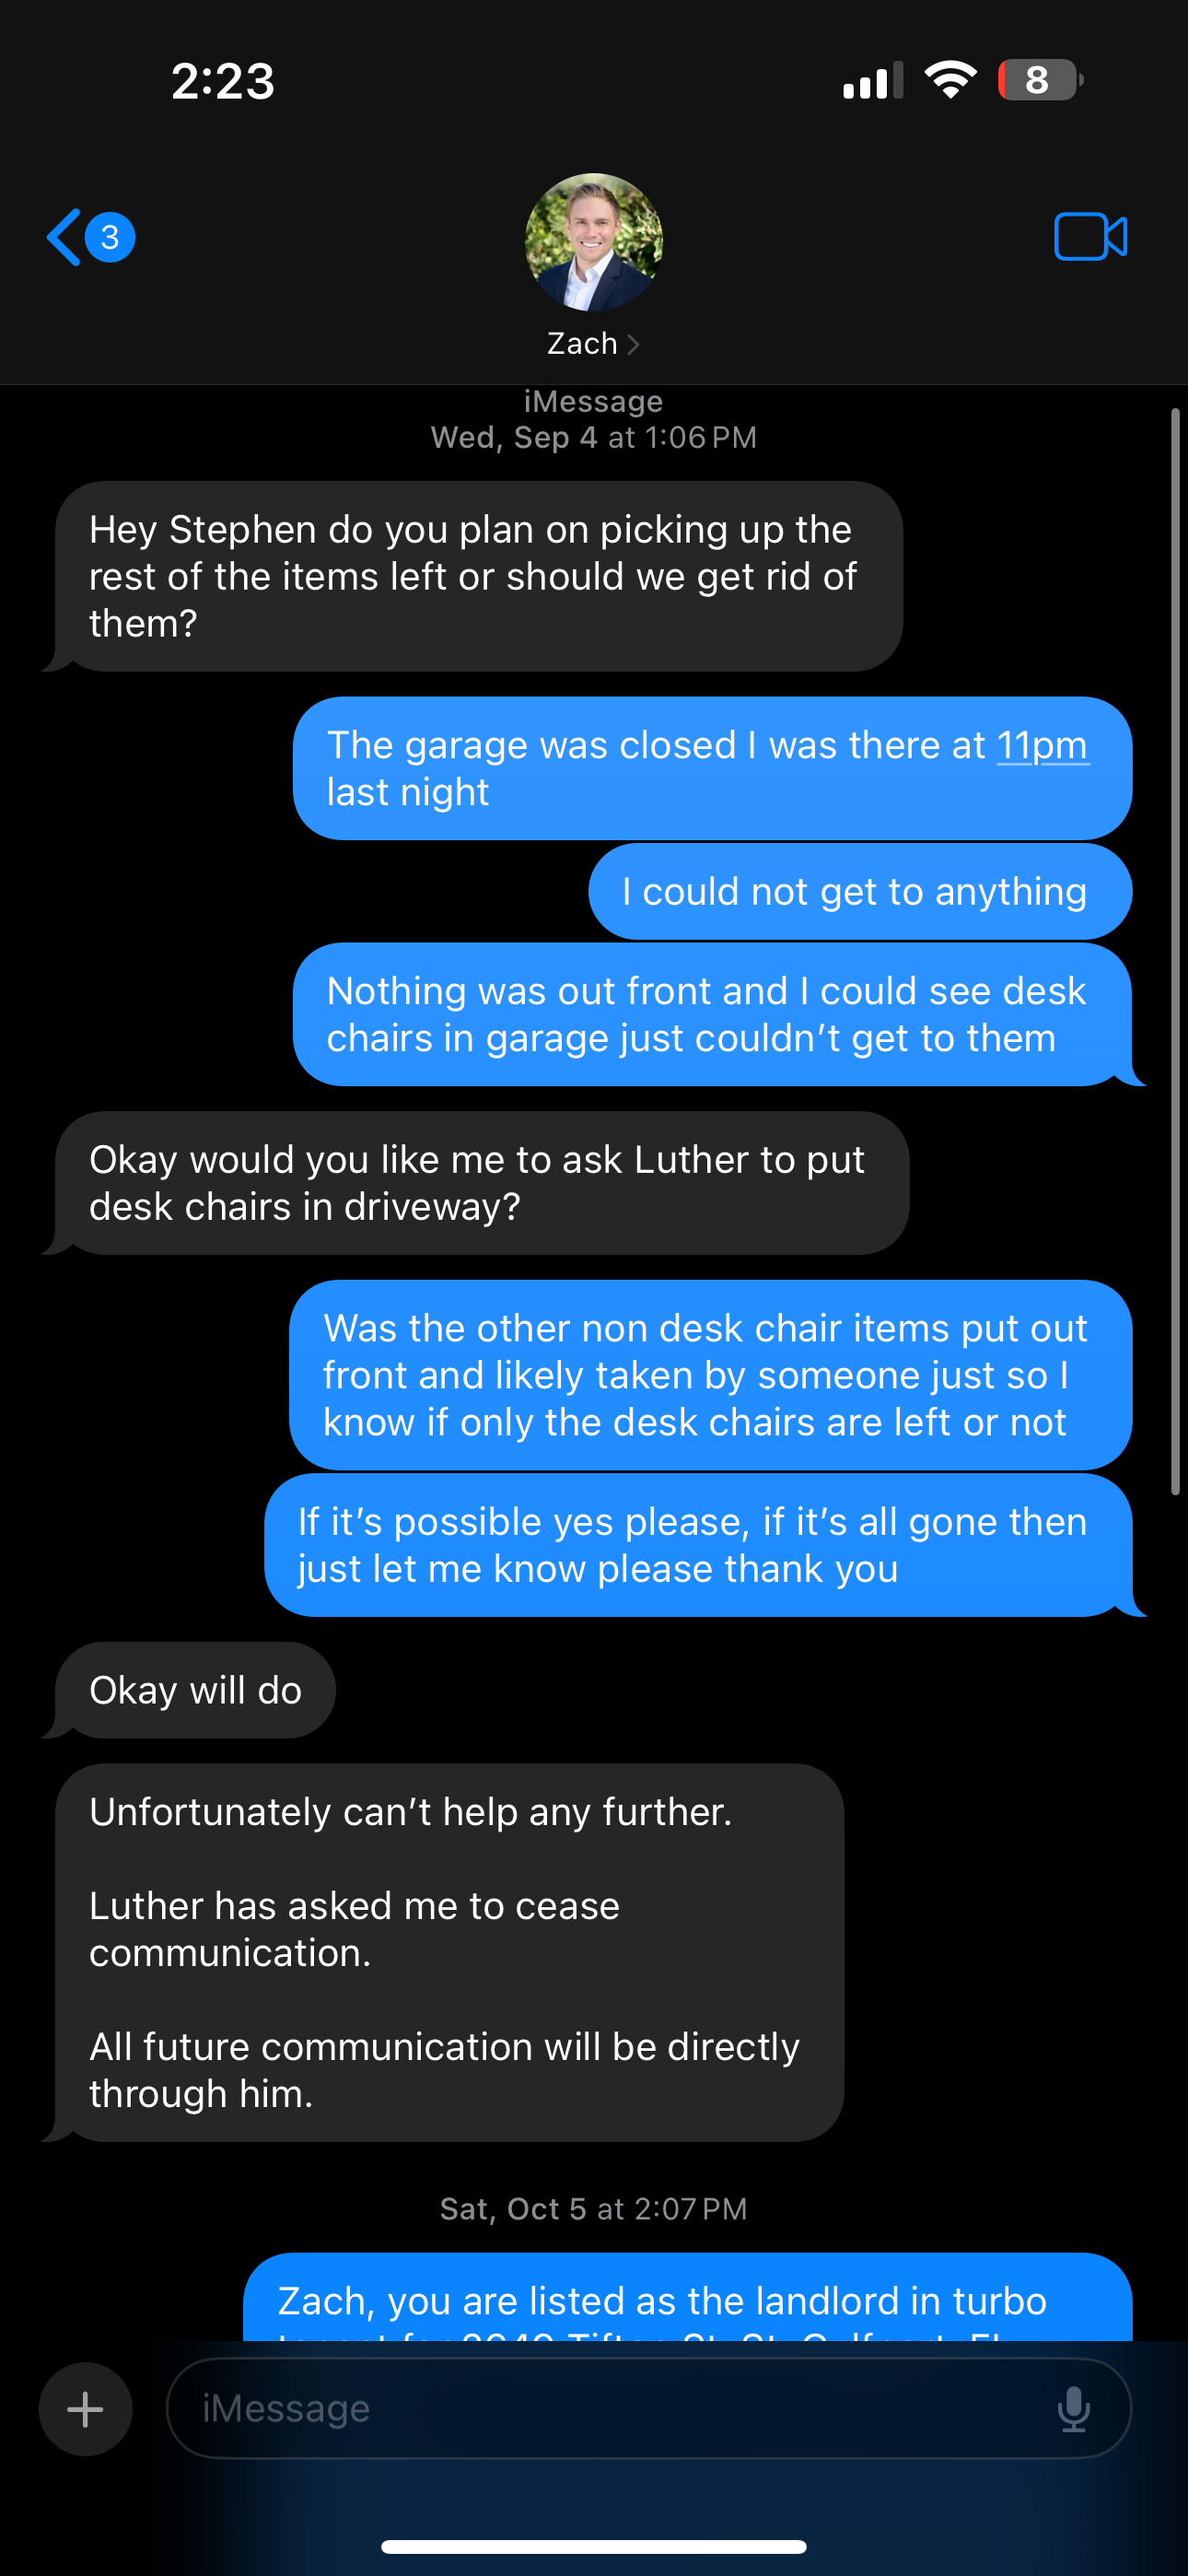 2:23
8
3
Zach
iMessage
Wed, Sep 4 at 1:06 PM
Hey Stephen do you plan on picking up the
rest of the items left or should we get rid of
them?
The garage was closed I was there at 11pm
last night
I could not get to anything
Nothing was out front and I could see desk
chairs in garage just couldn’t get to them
Okay would you like me to ask Luther to put
desk chairs in driveway?
Was the other non desk chair items put out
front and likely taken by someone just so I
know if only the desk chairs are left or not
If it’s possible yes please, if it’s all gone then
just let me know please thank you
Okay will do
Unfortunately can’t help any further.
Luther has asked me to cease
communication.
All future communication will be directly
through him.
Sat, Oct 5 at 2:07 PM
Zach, you are listed as the landlord in turbo
iMessage